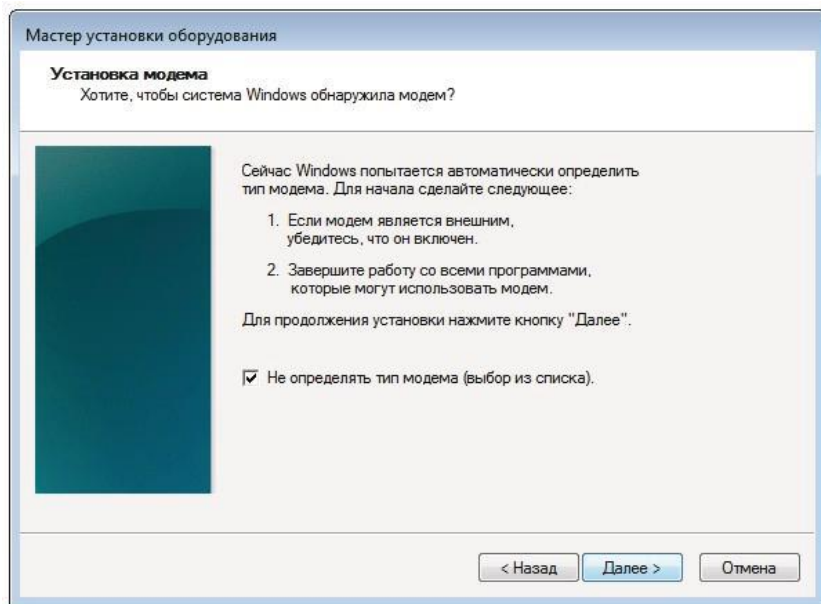 Мастер установки оборудования
Установка модема
Хотите, чтобы система Windows обнаружила модем?
Сейчас Windows попытается автоматически определить
тип модема. Для начала сделайте следующее:
1. Если модем является внешним,
убедитесь, что он включен.
2. Завершите работу со всеми программами,
которые могут использовать модем.
Для продолжения установки нажмите кнопку "Далее".
Не определять тип модема (выбор из списка).
< Назад
Далее >
Отмена